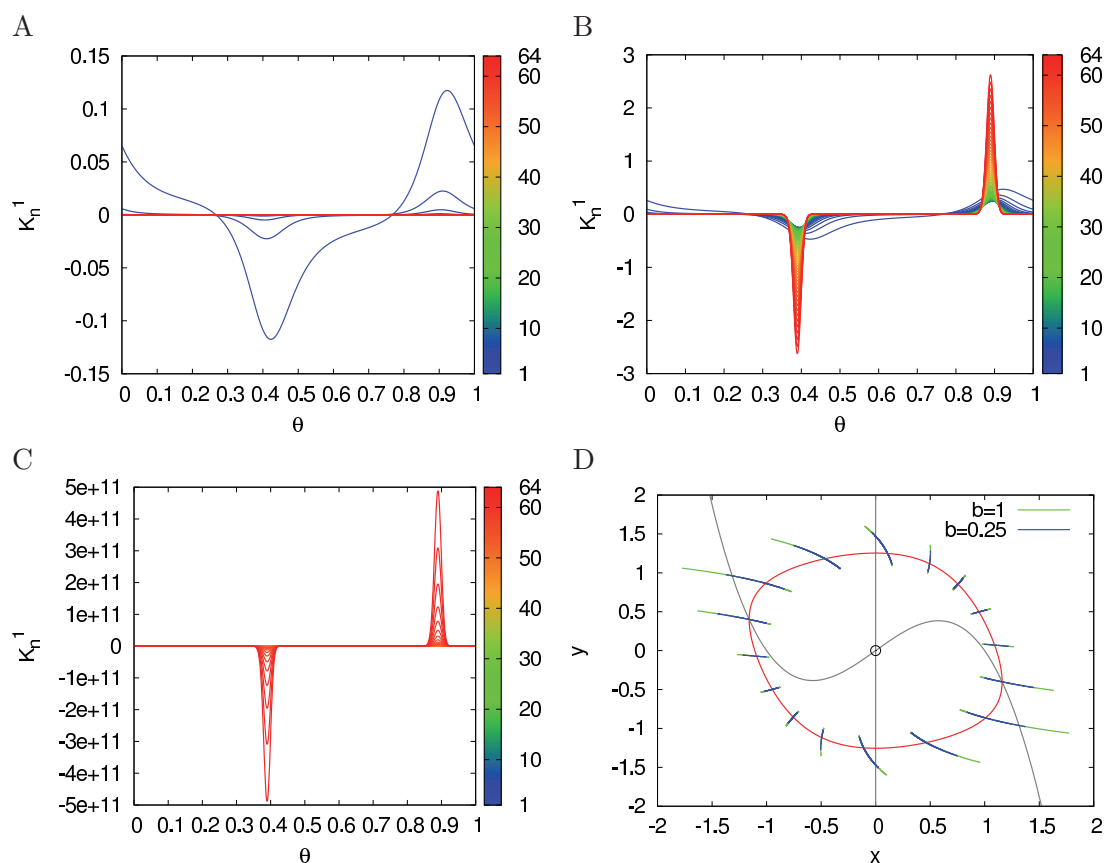 A
0.15
0.1
0.05
0
-0.05
-0.1
-0.15
K_n^1
0 0.1 0.2 0.3 0.4 0.5 0.6 0.7 0.8 0.9 1
θ
64
60
50
40
30
20
10
1
B
3
2
1
0
-1
-2
-3
K_n^1
0 0.1 0.2 0.3 0.4 0.5 0.6 0.7 0.8 0.9 1
θ
64
60
50
40
30
20
10
1
C
5e+11
4e+11
3e+11
2e+11
1e+11
0
-1e+11
-2e+11
-3e+11
-4e+11
-5e+11
K_n^1
0 0.1 0.2 0.3 0.4 0.5 0.6 0.7 0.8 0.9 1
θ
64
60
50
40
30
20
10
1
D
2
1.5
1
0.5
0
-0.5
-1
-1.5
-2
y
b=1
b=0.25
-2 -1.5 -1 -0.5 0 0.5 1 1.5 2
x